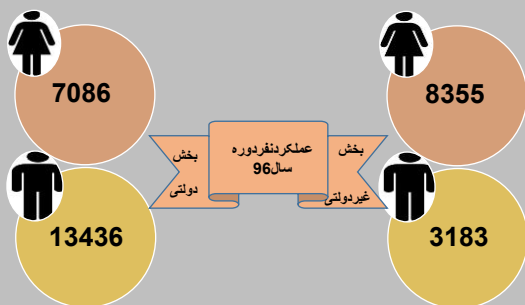 7086
8355
عملکردنفردوره
سال96
بخش
دولتی
بخش
غیردولتی
13436
3183